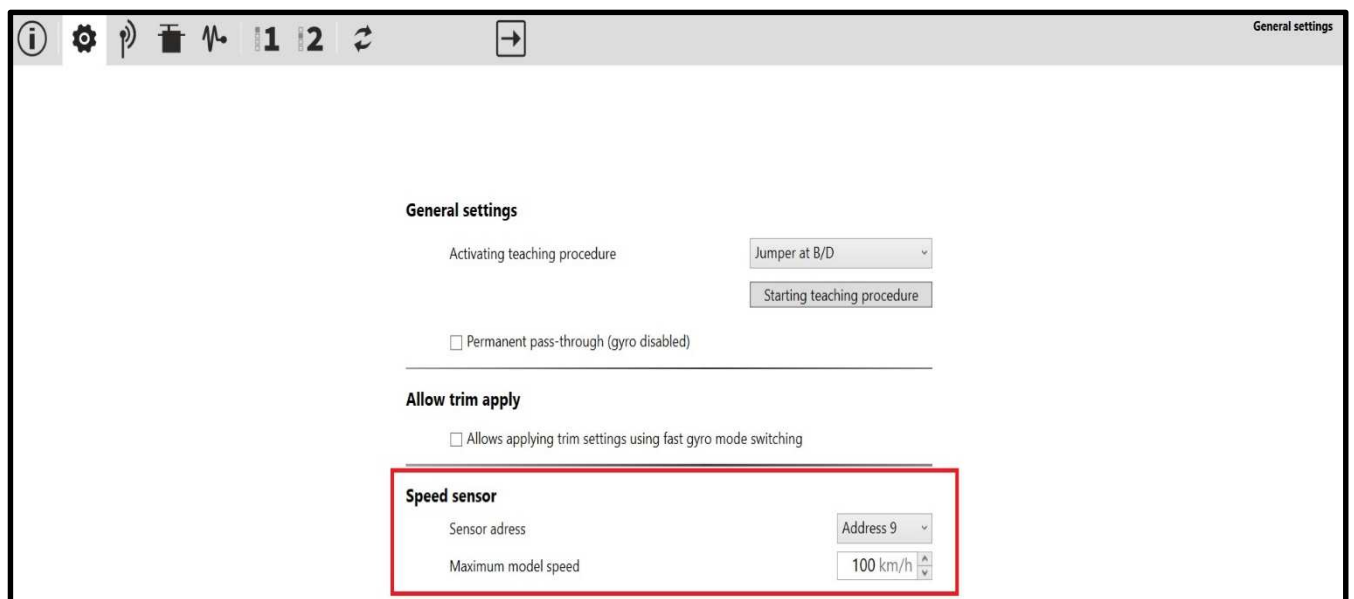 1 2
General settings
General settings
Activating teaching procedure Jumper at B/D
Starting teaching procedure
Permanent pass-through (gyro disabled)
Allow trim apply
Allows applying trim settings using fast gyro mode switching
Speed sensor
Sensor adress Address 9
Maximum model speed 100 km/h